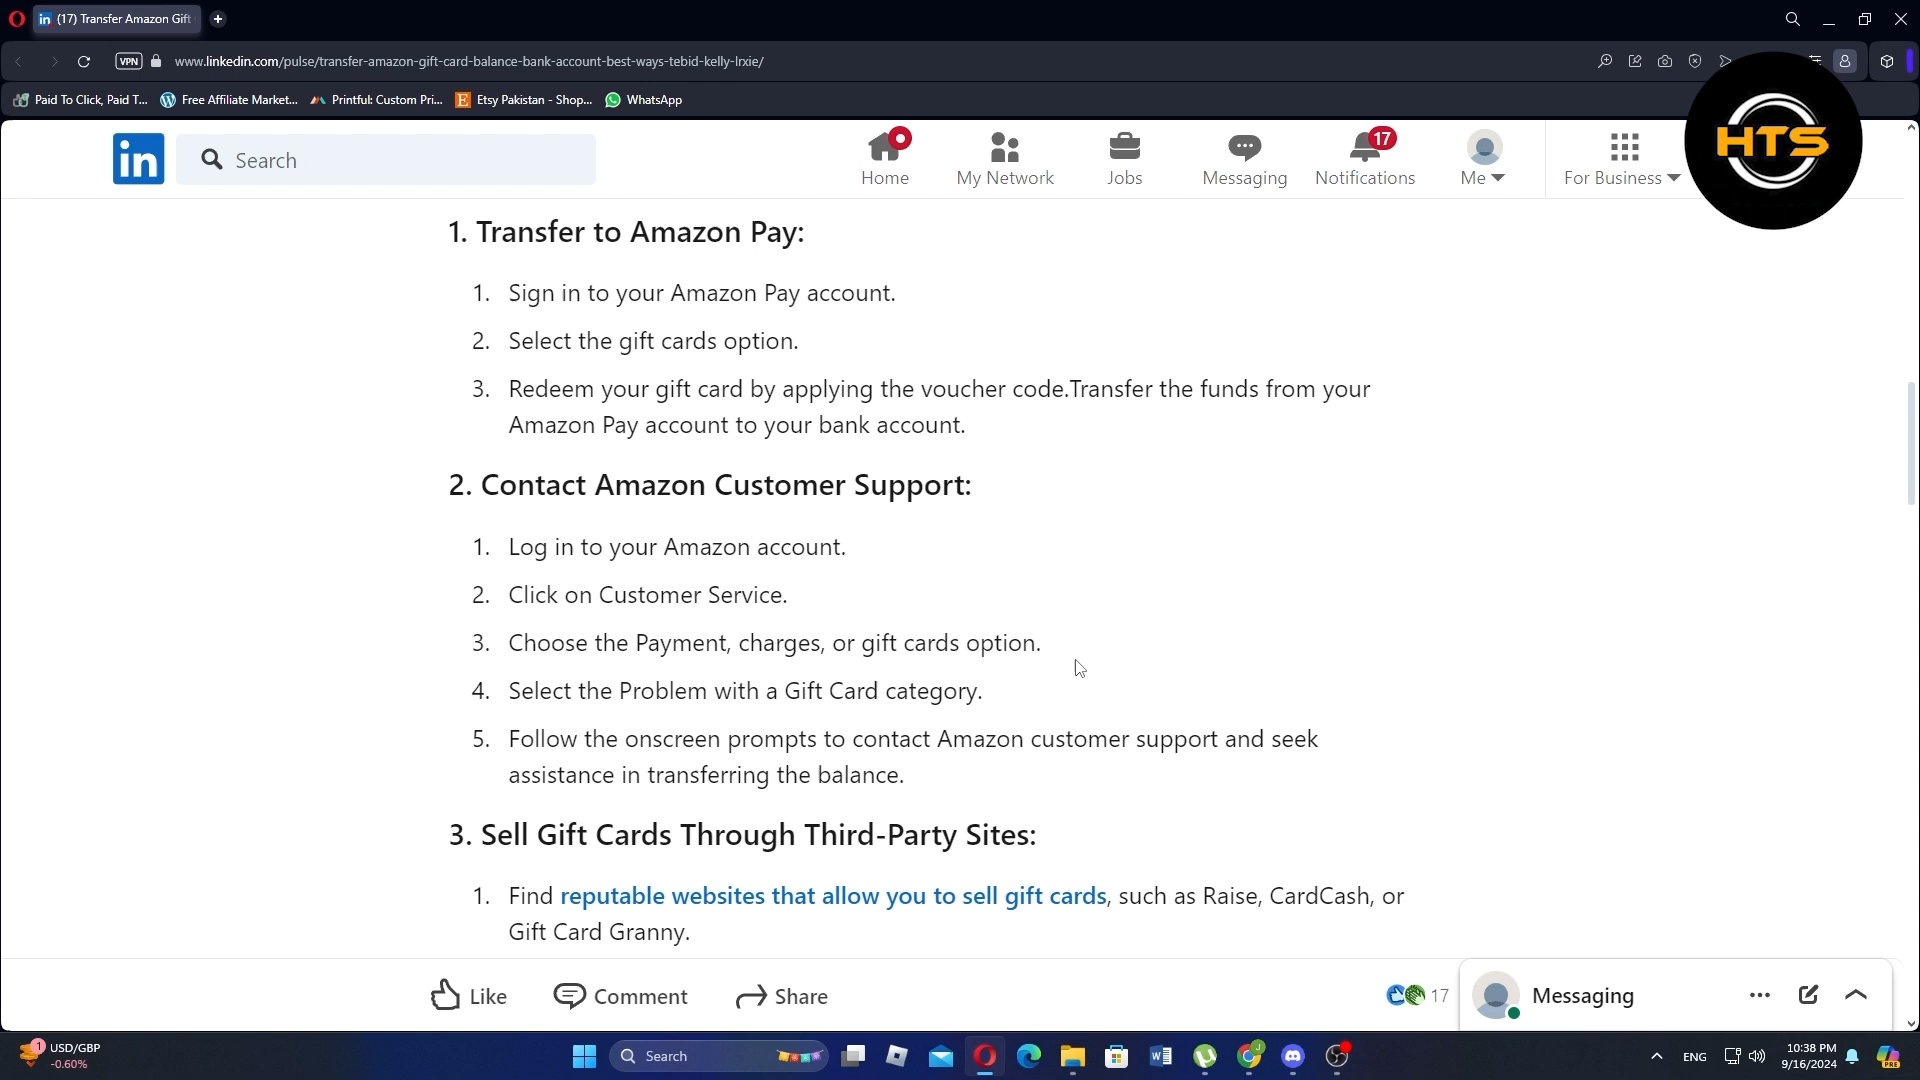 (17) Transfer Amazon Gift
VPN
www.linkedin.com/pulse/transfer-amazon-gift-card-balance-bank-account-best-ways-tebid-kelly-lrxie/
Paid To Click, Paid T...
Free Affiliate Market...
Printful: Custom Pri...
Etsy Pakistan - Shop...
WhatsApp
HTS
in
Search
Home
My Network
Jobs
Messaging
17
Notifications
Me
For Business
1. Transfer to Amazon Pay:
1. Sign in to your Amazon Pay account.
2. Select the gift cards option.
3. Redeem your gift card by applying the voucher code.Transfer the funds from your
Amazon Pay account to your bank account.
2. Contact Amazon Customer Support:
1. Log in to your Amazon account.
2. Click on Customer Service.
3. Choose the Payment, charges, or gift cards option.
4. Select the Problem with a Gift Card category.
5. Follow the onscreen prompts to contact Amazon customer support and seek
assistance in transferring the balance.
3. Sell Gift Cards Through Third-Party Sites:
1. Find reputable websites that allow you to sell gift cards, such as Raise, CardCash, or
Gift Card Granny.
Like
Comment
Share
17
Messaging
1
USD/GBP
-0.60%
Search
ENG
10:38 PM
9/16/2024